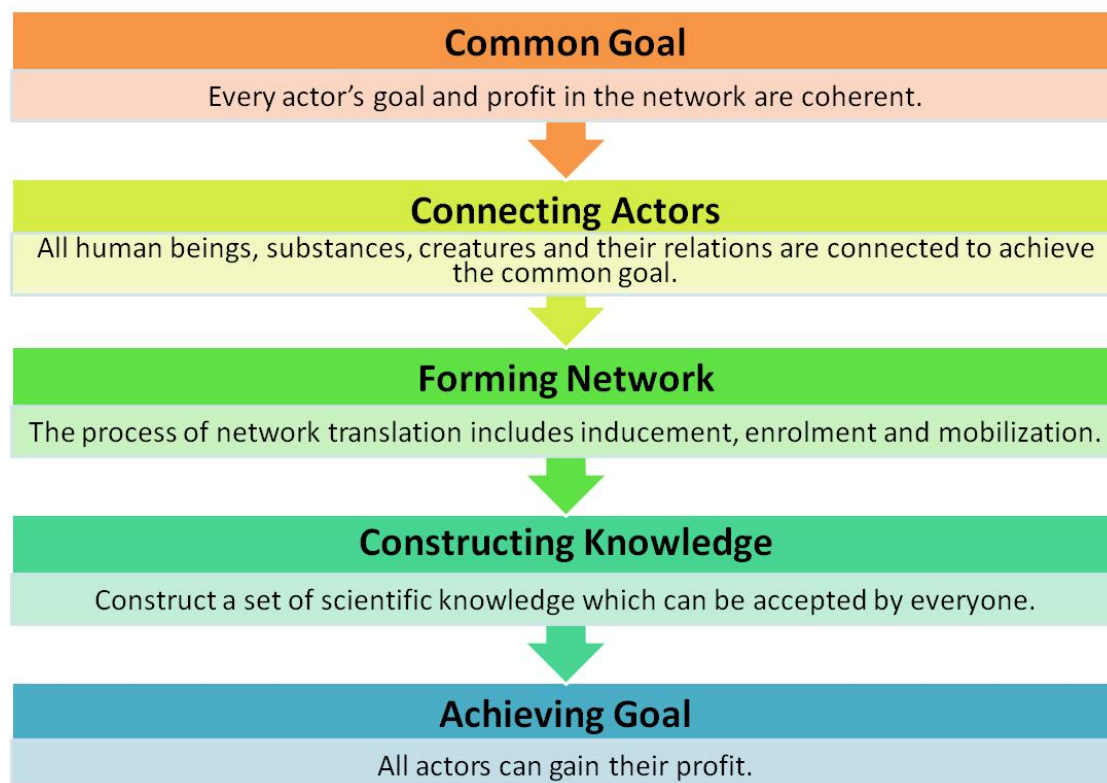 Common Goal
Every actor's goal and profit in the network are coherent.
Connecting Actors
All human beings, substances, creatures and their relations are connected to achieve
the common goal.
Forming Network
The process of network translation includes inducement, enrolment and mobilization.
Constructing Knowledge
Construct a set of scientific knowledge which can be accepted by everyone.
Achieving Goal
All actors can gain their profit.